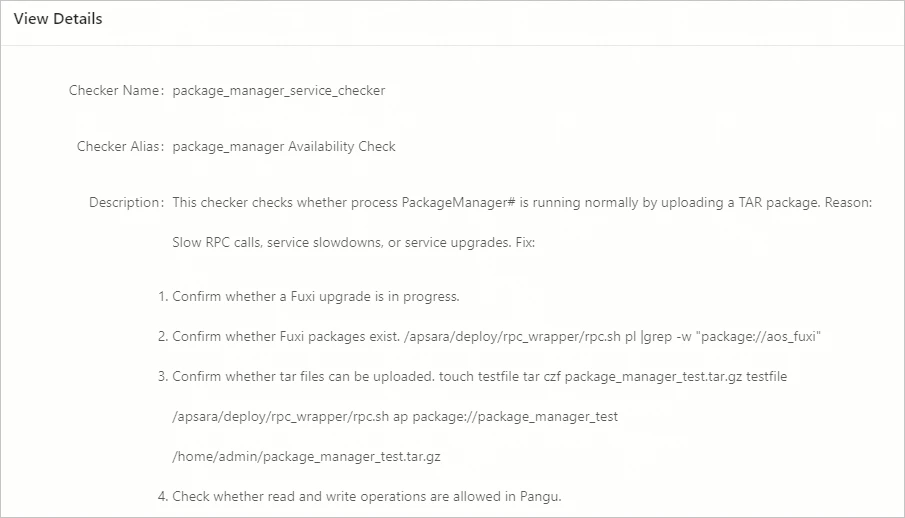 View Details
Checker Name: package_manager_service_checker
Checker Alias: package_manager Availability Check
Description: This checker checks whether process PackageManager# is running normally by uploading a TAR package. Reason:
Slow RPC calls, service slowdowns, or service upgrades. Fix:
1. Confirm whether a Fuxi upgrade is in progress.
2. Confirm whether Fuxi packages exist. /apsara/deploy/rpc_wrapper/rpc.sh pl |grep -w "package://aos_fuxi"
3. Confirm whether tar files can be uploaded. touch testfile tar czf package_manager_test.tar.gz testfile
/apsara/deploy/rpc_wrapper/rpc.sh ap package://package_manager_test
/home/admin/package_manager_test.tar.gz
4. Check whether read and write operations are allowed in Pangu.